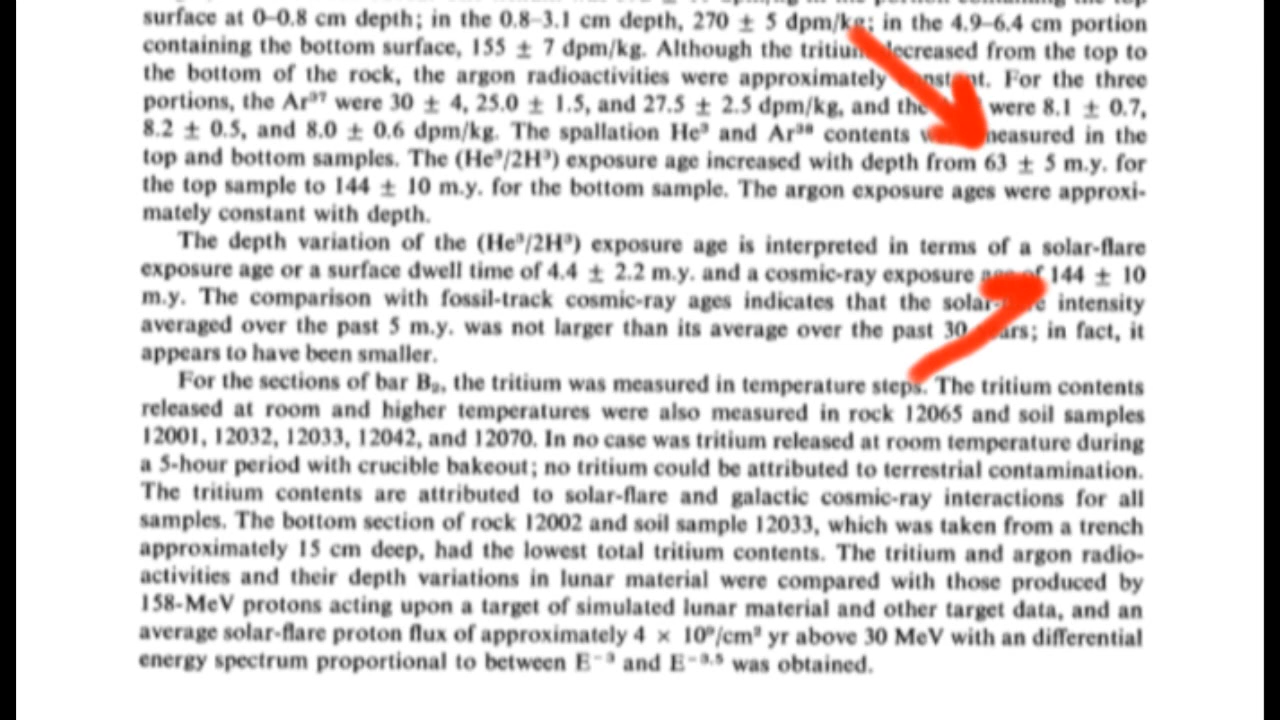 surface at 0–0.8 cm depth; in the 0.8–3.1 cm depth, 270 ± 5 dpm/kg; in the 4.9–6.4 cm portion
containing the bottom surface, 155 ± 7 dpm/kg. Although the tritium decreased from the top to
the bottom of the rock, the argon radioactivities were approximately constant. For the three
portions, the Ar³⁷ were 30 ± 4, 25.0 ± 1.5, and 27.5 ± 2.5 dpm/kg, and the were 8.1 ± 0.7,
8.2 ± 0.5, and 8.0 ± 0.6 dpm/kg. The spallation He³ and Ar³⁸ contents measured in the
top and bottom samples. The (He³/2H³) exposure age increased with depth from 63 ± 5 m.y. for
the top sample to 144 ± 10 m.y. for the bottom sample. The argon exposure ages were approxi-
mately constant with depth.
The depth variation of the (He³/2H³) exposure age is interpreted in terms of a solar-flare
exposure age or a surface dwell time of 4.4 ± 2.2 m.y. and a cosmic-ray exposure age of 144 ± 10
m.y. The comparison with fossil-track cosmic-ray ages indicates that the solar-flare intensity
averaged over the past 5 m.y. was not larger than its average over the past 30 years; in fact, it
appears to have been smaller.
For the sections of bar B₂, the tritium was measured in temperature steps. The tritium contents
released at room and higher temperatures were also measured in rock 12065 and soil samples
12001, 12032, 12033, 12042, and 12070. In no case was tritium released at room temperature during
a 5-hour period with crucible bakeout; no tritium could be attributed to terrestrial contamination.
The tritium contents are attributed to solar-flare and galactic cosmic-ray interactions for all
samples. The bottom section of rock 12002 and soil sample 12033, which was taken from a trench
approximately 15 cm deep, had the lowest total tritium contents. The tritium and argon radio-
activities and their depth variations in lunar material were compared with those produced by
158-MeV protons acting upon a target of simulated lunar material and other target data, and an
average solar-flare proton flux of approximately 4 × 10⁹/cm² yr above 30 MeV with an differential
energy spectrum proportional to between E⁻³ and E⁻³·⁵ was obtained.